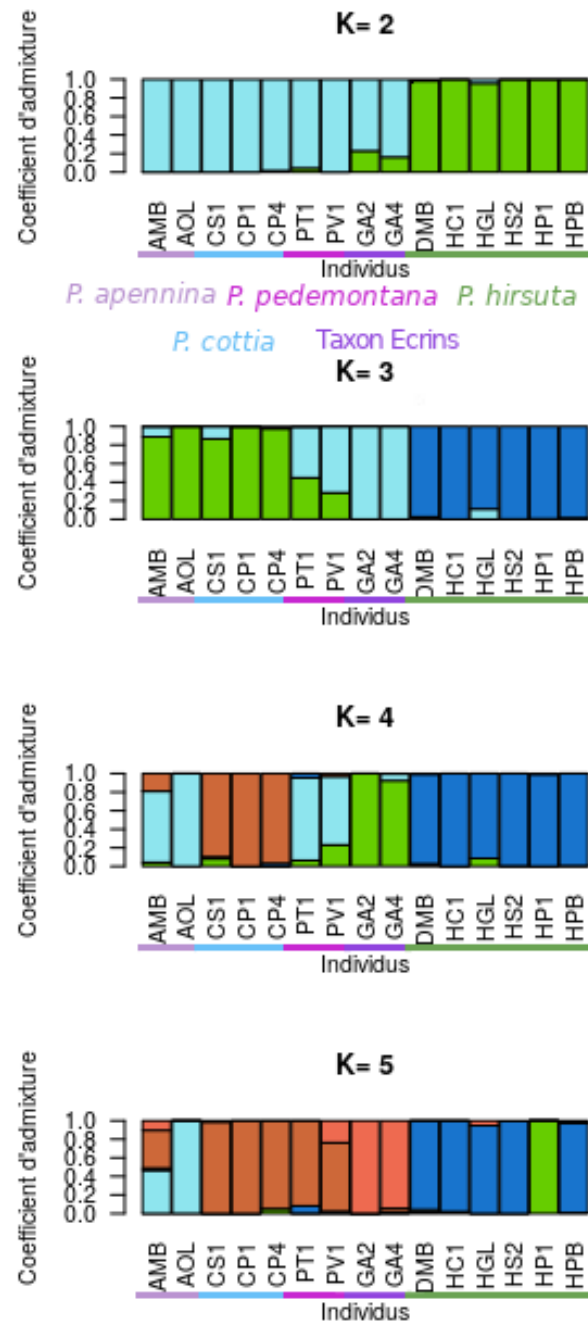 K= 2
Coefficient d'admixture
1.0
0.8
0.6
0.4
0.2
0.0
AMB AOL CS1 CP1 CP4 PT1 PV1 GA2 GA4 DMB HC1 HGL HS2 HP1 HPB
Individus
P. apennina P. pedemontana P. hirsuta
P. cottia Taxon Ecrins
K= 3
Coefficient d'admixture
1.0
0.8
0.6
0.4
0.2
0.0
AMB AOL CS1 CP1 CP4 PT1 PV1 GA2 GA4 DMB HC1 HGL HS2 HP1 HPB
Individus
K= 4
Coefficient d'admixture
1.0
0.8
0.6
0.4
0.2
0.0
AMB AOL CS1 CP1 CP4 PT1 PV1 GA2 GA4 DMB HC1 HGL HS2 HP1 HPB
Individus
K= 5
Coefficient d'admixture
1.0
0.8
0.6
0.4
0.2
0.0
AMB AOL CS1 CP1 CP4 PT1 PV1 GA2 GA4 DMB HC1 HGL HS2 HP1 HPB
Individus